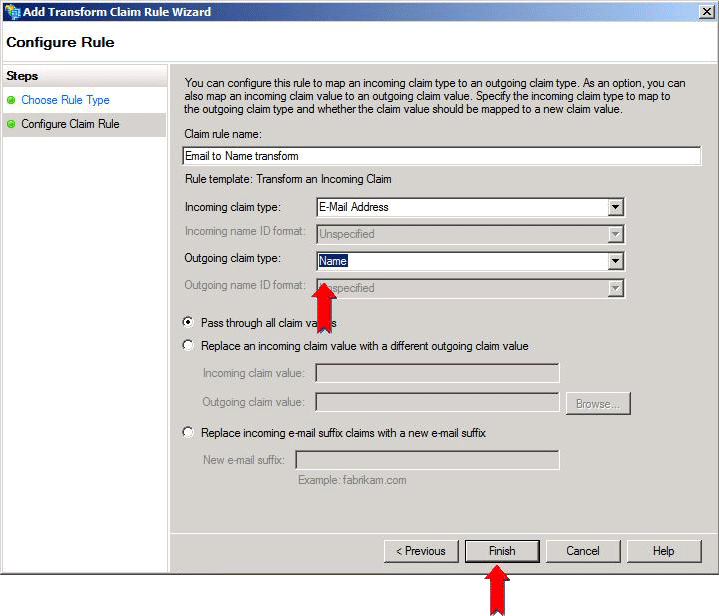 Add Transform Claim Rule Wizard
Configure Rule
Steps
Choose Rule Type
Configure Claim Rule
You can configure this rule to map an incoming claim type to an outgoing claim type. As an option, you can
also map an incoming claim value to an outgoing claim value. Specify the incoming claim type to map to
the outgoing claim type and whether the claim value should be mapped to a new claim value.
Claim rule name:
Email to Name transform
Rule template: Transform an Incoming Claim
Incoming claim type: E-Mail Address
Incoming name ID format: Unspecified
Outgoing claim type: Name
Outgoing name ID format: Unspecified
Pass through all claim values
Replace an incoming claim value with a different outgoing claim value
Incoming claim value:
Outgoing claim value: Browse...
Replace incoming e-mail suffix claims with a new e-mail suffix
New e-mail suffix:
Example: fabrikam.com
< Previous Finish Cancel Help